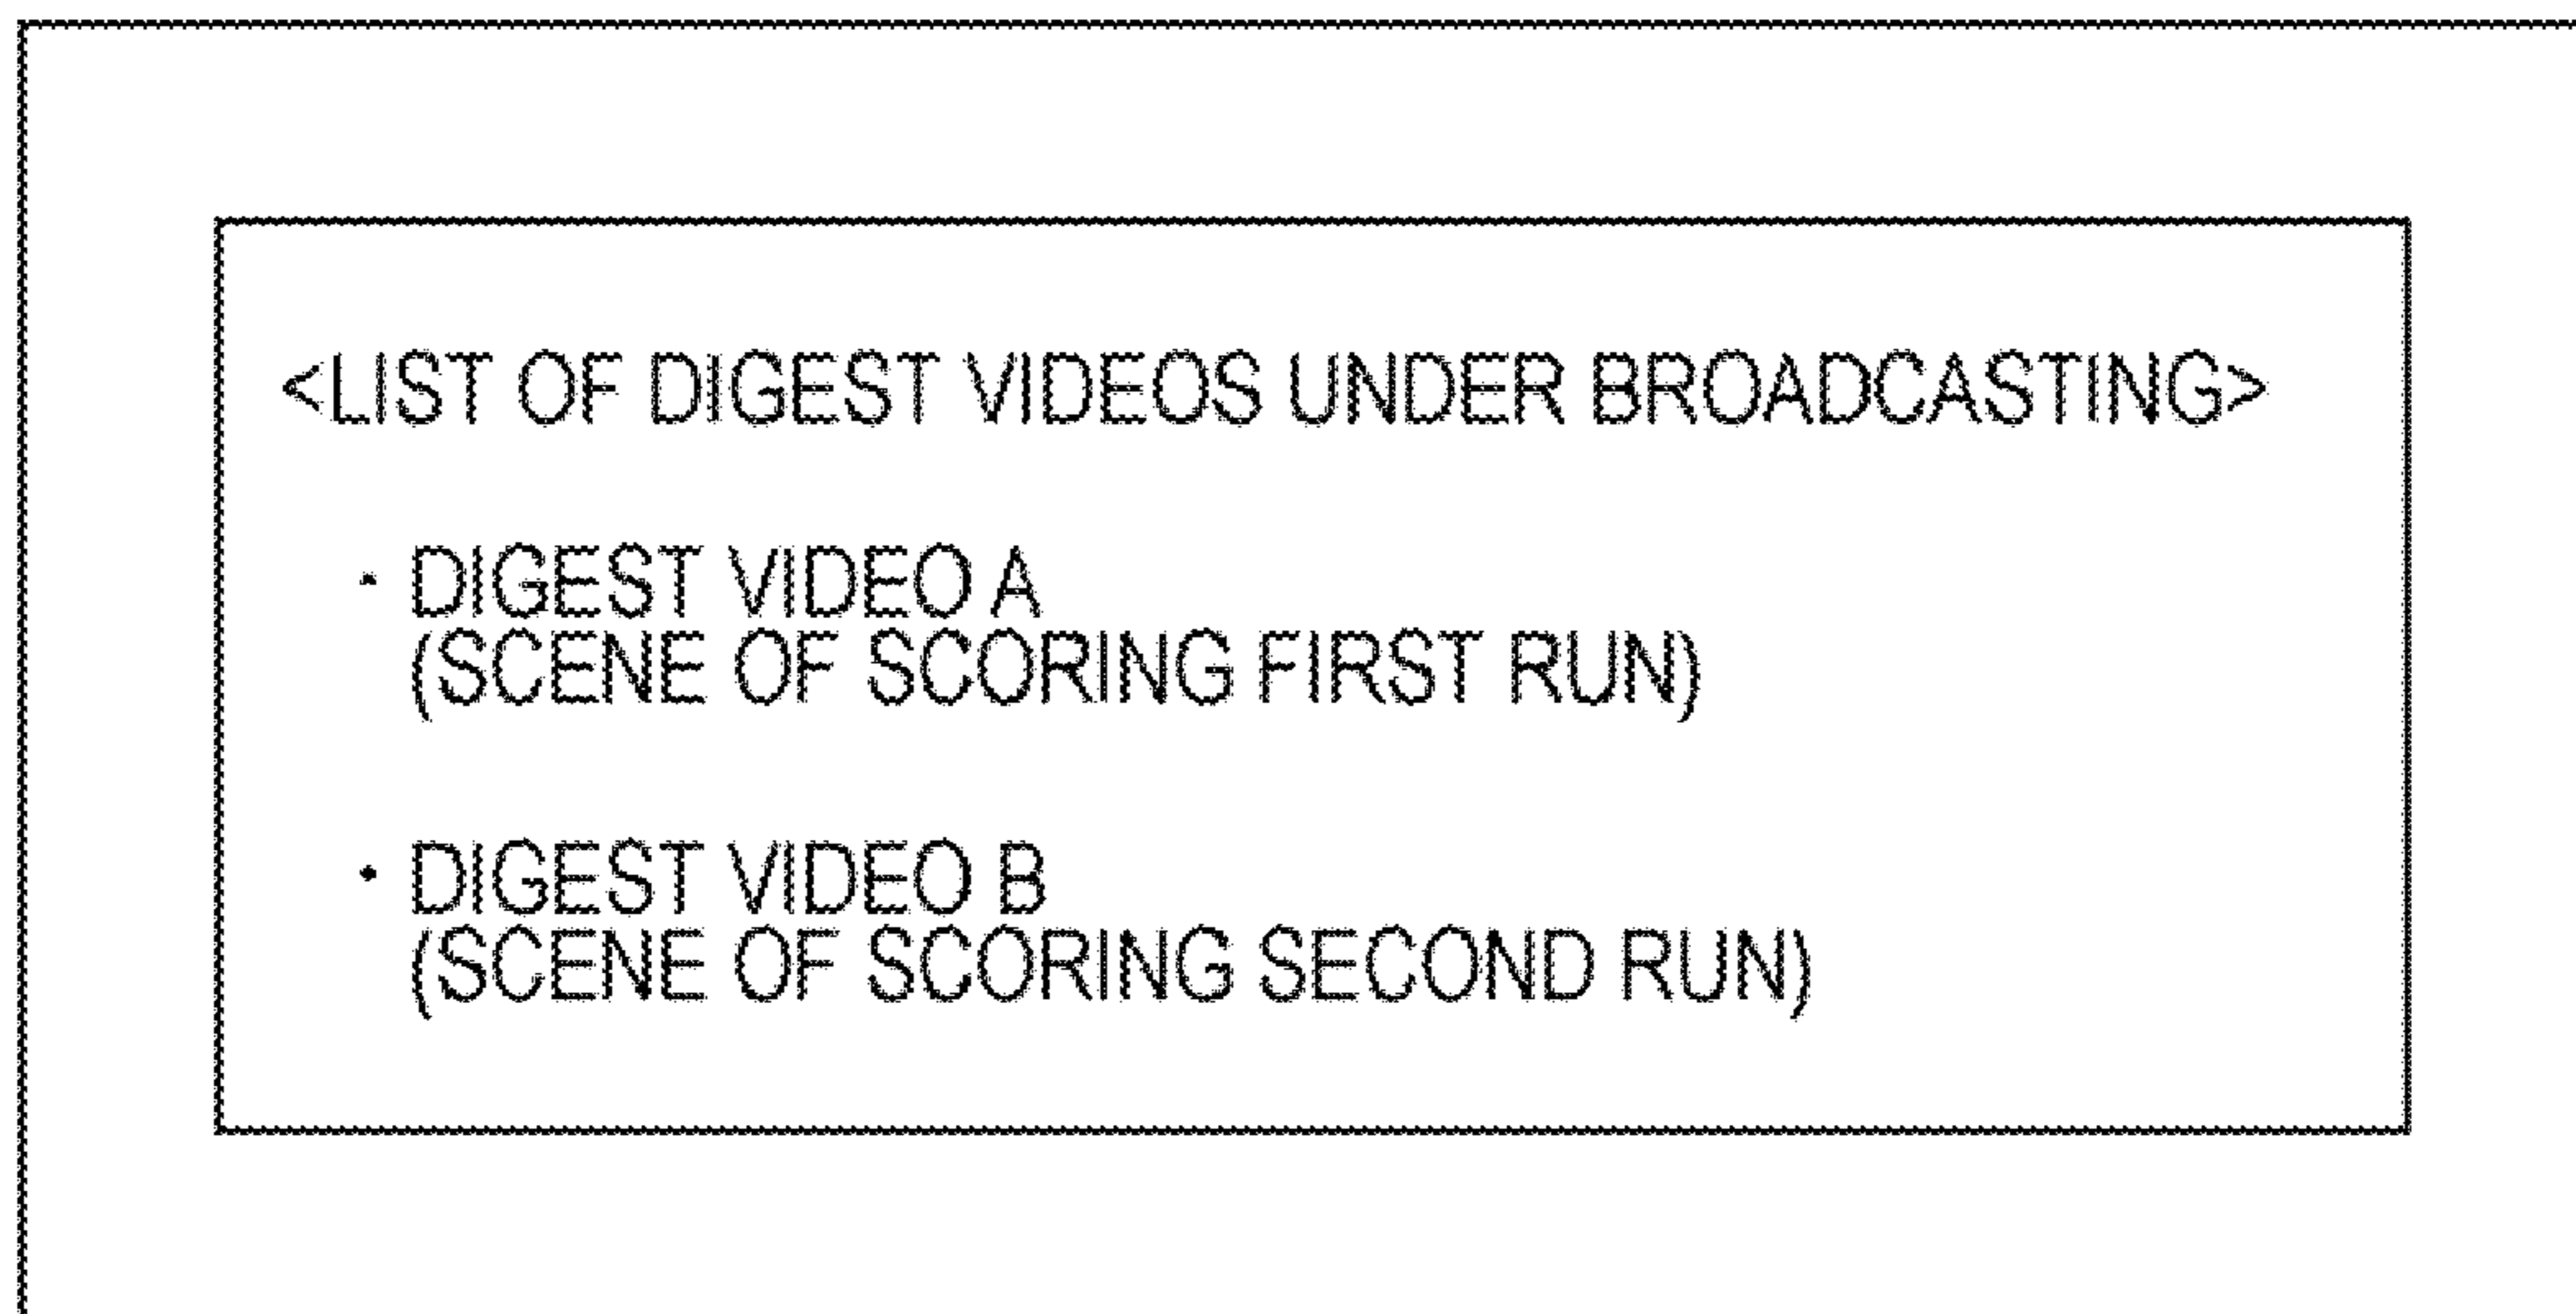 <LIST OF DIGEST VIDEOS UNDER BROADCASTING>
· DIGEST VIDEO A
(SCENE OF SCORING FIRST RUN)
· DIGEST VIDEO B
(SCENE OF SCORING SECOND RUN)